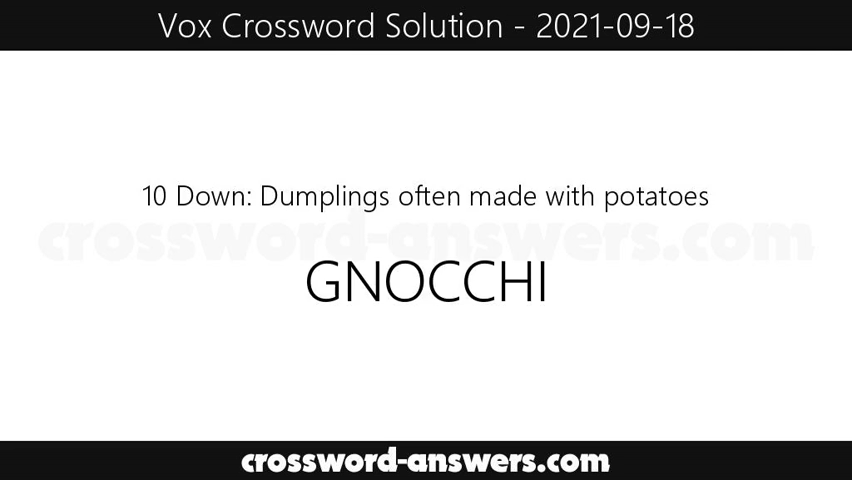 Vox Crossword Solution - 2021-09-18
10 Down: Dumplings often made with potatoes
crossword-answers.com
GNOCCHI
crossword-answers.com